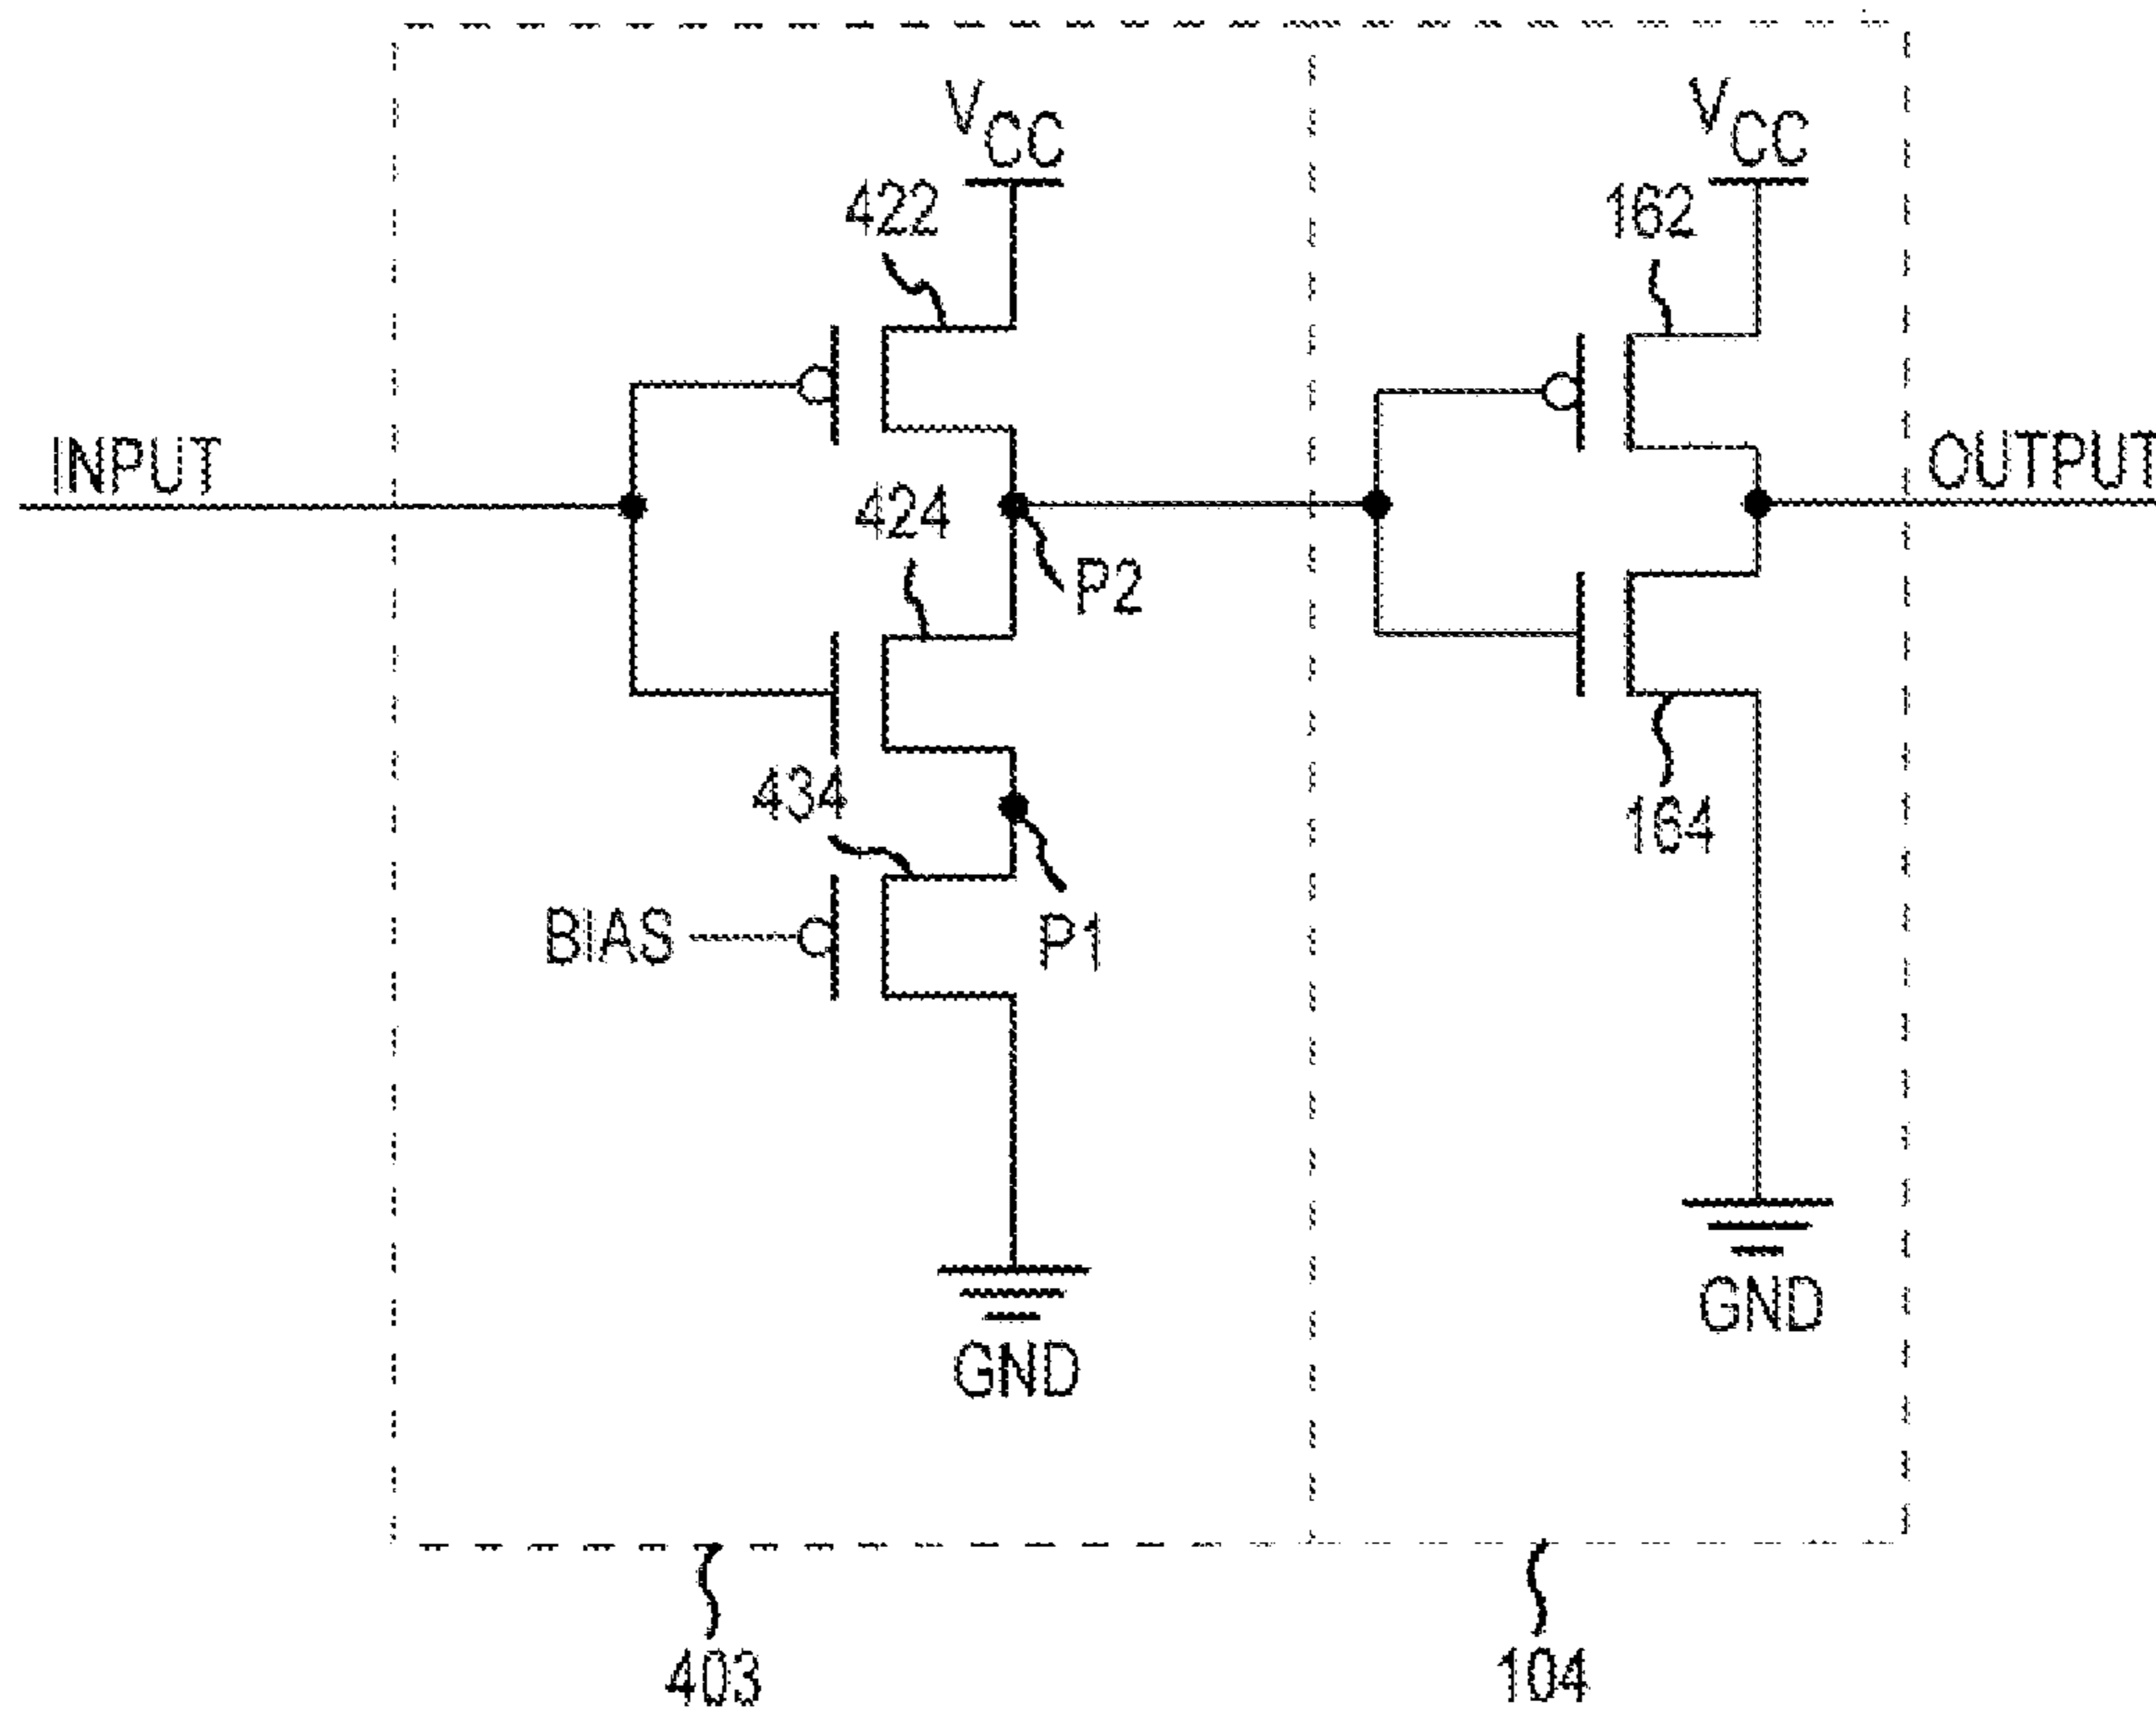 VCC
VCC
422
162
INPUT
OUTPUT
424
P2
434
164
BIAS
P1
GND
GND
403
104